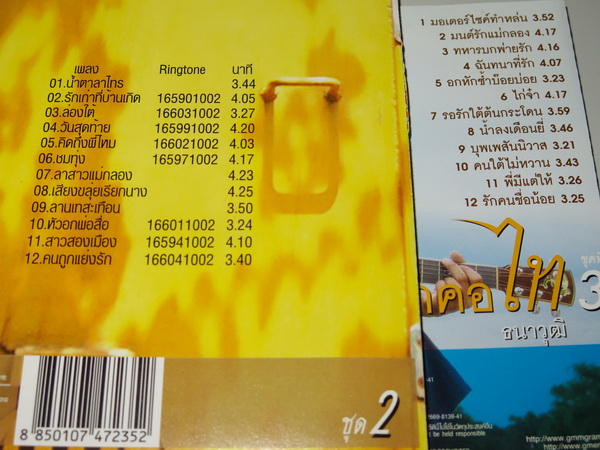 เพลง Ringtone นาที
01.น้ำตาลาไทร 3.44
02.รักเก่าที่บ้านเกิด 165901002 4.05
03.ล่องใต้ 166031002 3.27
04.วันสุดท้าย 165991002 4.20
05.คิดถึงพี่ไหม 166021002 4.03
06.ชมทุ่ง 165971002 4.17
07.ลาสาวแม่กลอง 4.23
08.เสียงขลุ่ยเรียกนาง 4.25
09.ลานเทสะเทือน 3.50
10.หัวอกพ่อสื่อ 166011002 3.24
11.สาวสองเมือง 165941002 4.10
12.คนถูกแย่งรัก 166041002 3.40
8 850107 472352
ชุด 2
1 มอเตอร์ไซค์ทำหล่น 3.52
2 มนต์รักแม่กลอง 4.17
3 ทหารบกพ่ายรัก 4.16
4 ฉันทนาที่รัก 4.07
5 อกหักซ้ำบ๊อยบ่อย 3.23
6 ไก่จ๋า 4.17
7 รอรักใต้ต้นกระโดน 3.59
8 น้ำลงเดือนยี่ 3.46
9 บุพเพสันนิวาส 3.21
10 คนใต้ไม่หวาน 3.43
11 พี่มีแต่ให้ 3.26
12 รักคนชื่อน้อย 3.25
คอไท
ธนาวุฒิ
3
-41
2669-8139-41
t be held responsible
http://www.gmmgram